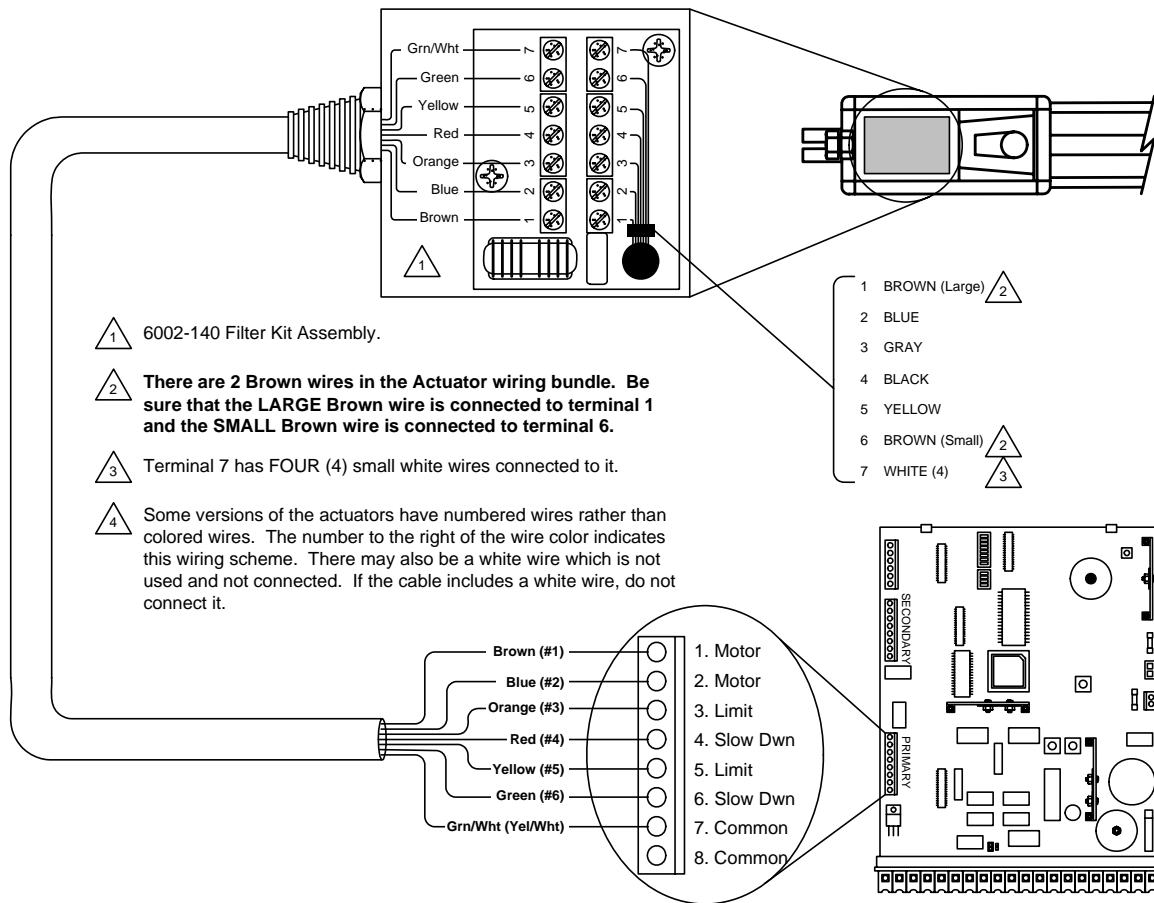 Grn/Wht 7 7
Green 6 6
Yellow 5 5
Red 4 4
Orange 3 3
Blue 2 2
Brown 1 1
1
1 BROWN (Large) 2
2 BLUE
3 GRAY
4 BLACK
5 YELLOW
6 BROWN (Small) 2
7 WHITE (4) 3
1 6002-140 Filter Kit Assembly.
2 There are 2 Brown wires in the Actuator wiring bundle. Be
sure that the LARGE Brown wire is connected to terminal 1
and the SMALL Brown wire is connected to terminal 6.
3 Terminal 7 has FOUR (4) small white wires connected to it.
4 Some versions of the actuators have numbered wires rather than
colored wires. The number to the right of the wire color indicates
this wiring scheme. There may also be a white wire which is not
used and not connected. If the cable includes a white wire, do not
connect it.
Brown (#1) 1. Motor
Blue (#2) 2. Motor
Orange (#3) 3. Limit
Red (#4) 4. Slow Dwn
Yellow (#5) 5. Limit
Green (#6) 6. Slow Dwn
Grn/Wht (Yel/Wht) 7. Common
8. Common
SECONDARY
PRIMARY